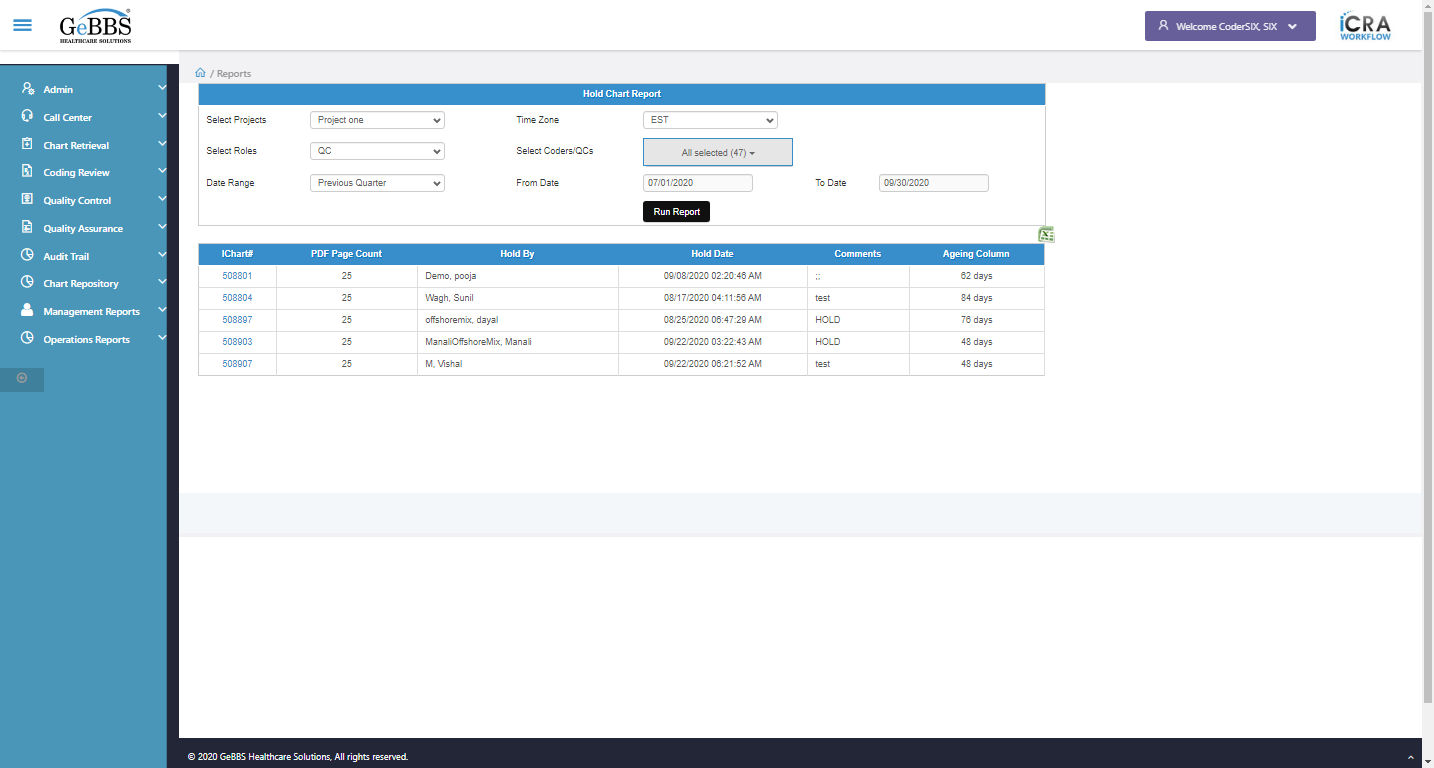 GeBBS®
HEALTHCARE SOLUTIONS
Welcome CoderSIX, SIX
iCRA
WORKFLOW
Admin
Call Center
Chart Retrieval
Coding Review
Quality Control
Quality Assurance
Audit Trail
Chart Repository
Management Reports
Operations Reports
/ Reports
Hold Chart Report
Select Projects Project one Time Zone EST
Select Roles QC Select Coders/QCs All selected (47)
Date Range Previous Quarter From Date 07/01/2020 To Date 09/30/2020
Run Report
IChart# PDF Page Count Hold By Hold Date Comments Ageing Column
508801 25 Demo, pooja 09/08/2020 02:20:46 AM ;; 62 days
508804 25 Wagh, Sunil 08/17/2020 04:11:56 AM test 84 days
508897 25 offshoremix, dayal 08/25/2020 06:47:29 AM HOLD 76 days
508903 25 ManaliOffshoreMix, Manali 09/22/2020 03:22:43 AM HOLD 48 days
508907 25 M, Vishal 09/22/2020 06:21:52 AM test 48 days
© 2020 GeBBS Healthcare Solutions, All rights reserved.